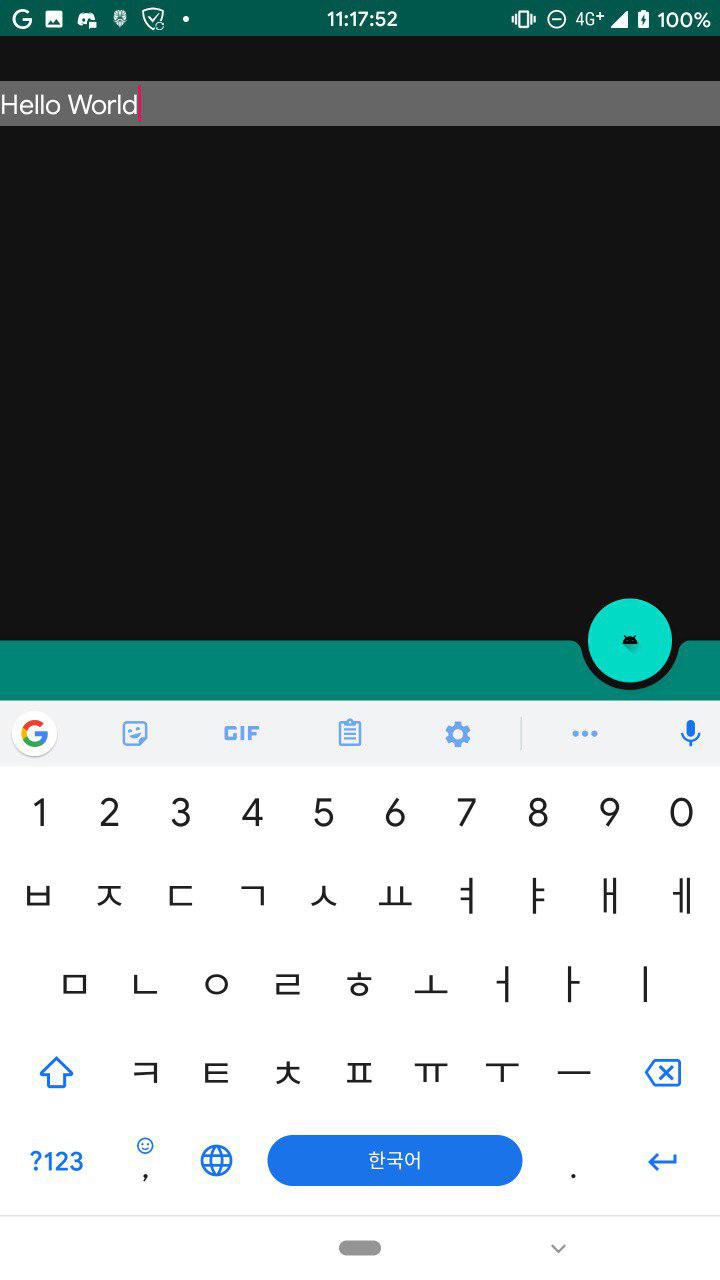 11:17:52 4G+ 100%
Hello World
GIF
1 2 3 4 5 6 7 8 9 0
ㅂ ㅈ ㄷ ㄱ ㅅ ㅛ ㅕ ㅑ ㅐ ㅔ
ㅁ ㄴ ㅇ ㄹ ㅎ ㅗ ㅓ ㅏ ㅣ
ㅋ ㅌ ㅊ ㅍ ㅠ ㅜ ㅡ
?123 , 한국어 .